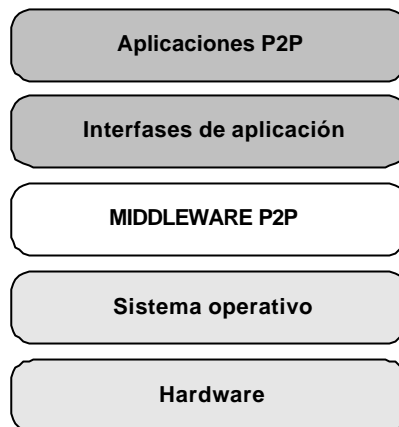 Aplicaciones P2P
Interfases de aplicación
MIDDLEWARE P2P
Sistema operativo
Hardware